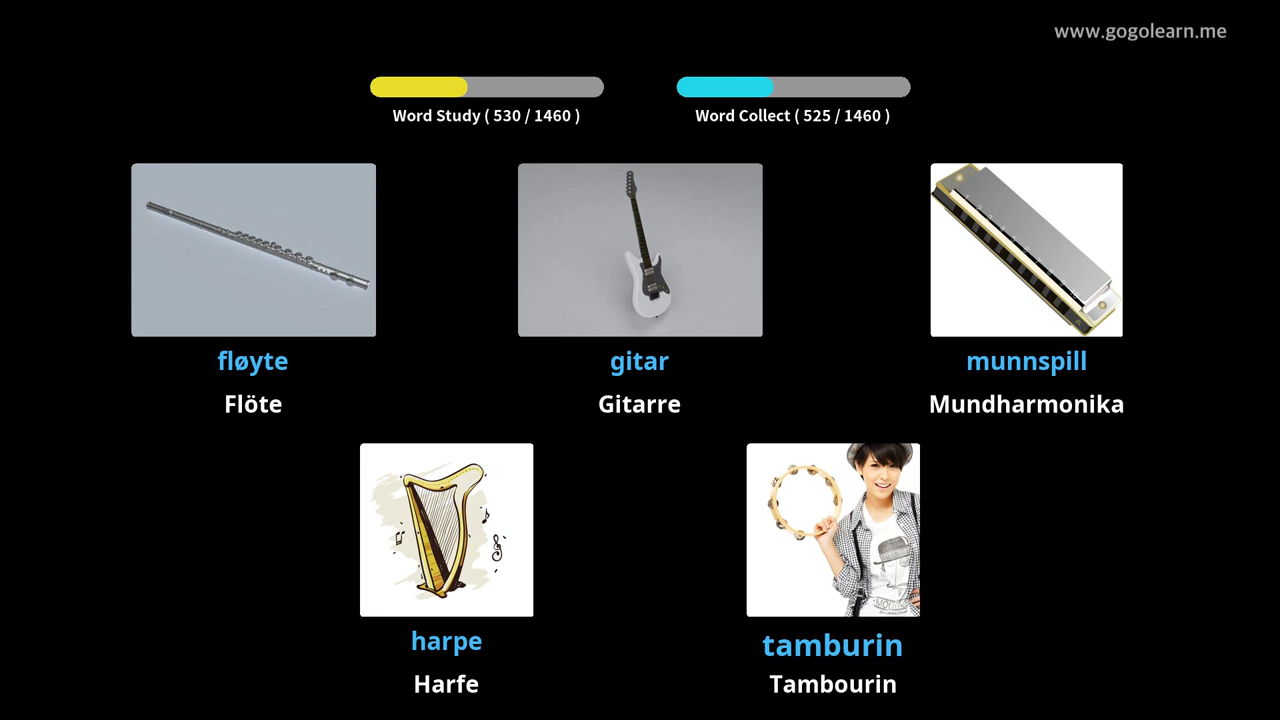 www.gogolearn.me
Word Study ( 530 / 1460 )
Word Collect ( 525 / 1460 )
fløyte
gitar
munnspill
Flöte
Gitarre
Mundharmonika
harpe
tamburin
Harfe
Tambourin